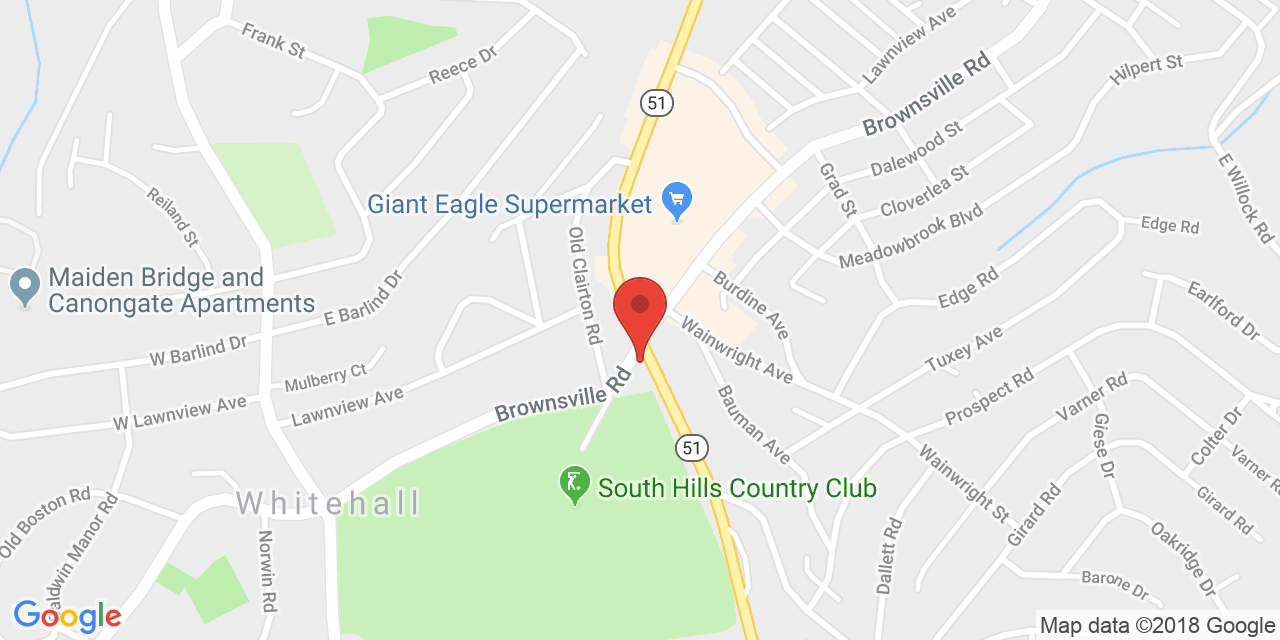 Frank St
Reece Dr
Lawnview Ave
Brownsville Rd
Hilpert St
51
Dalewood St
Grad St
Cloverlea St
E Willock Rd
Reiland St
Giant Eagle Supermarket
Meadowbrook Blvd
Edge Rd
Old Clairton Rd
Maiden Bridge and
Canongate Apartments
E Barlind Dr
Burdine Ave
Edge Rd
Earlford Dr
W Barlind Dr
Wainwright Ave
Tuxey Ave
Mulberry Ct
Lawnview Ave
W Lawnview Ave
Brownsville Rd
Bauman Ave
Prospect Rd
Varner Rd
Giese Dr
Colter Dr
51
Wainwright St
Varner Rd
South Hills Country Club
Whitehall
Old Boston Rd
Baldwin Manor Rd
Norwin Rd
Dallett Rd
Girard Rd
Girard Rd
Oakridge Dr
Barone Dr
Google
Map data ©2018 Google